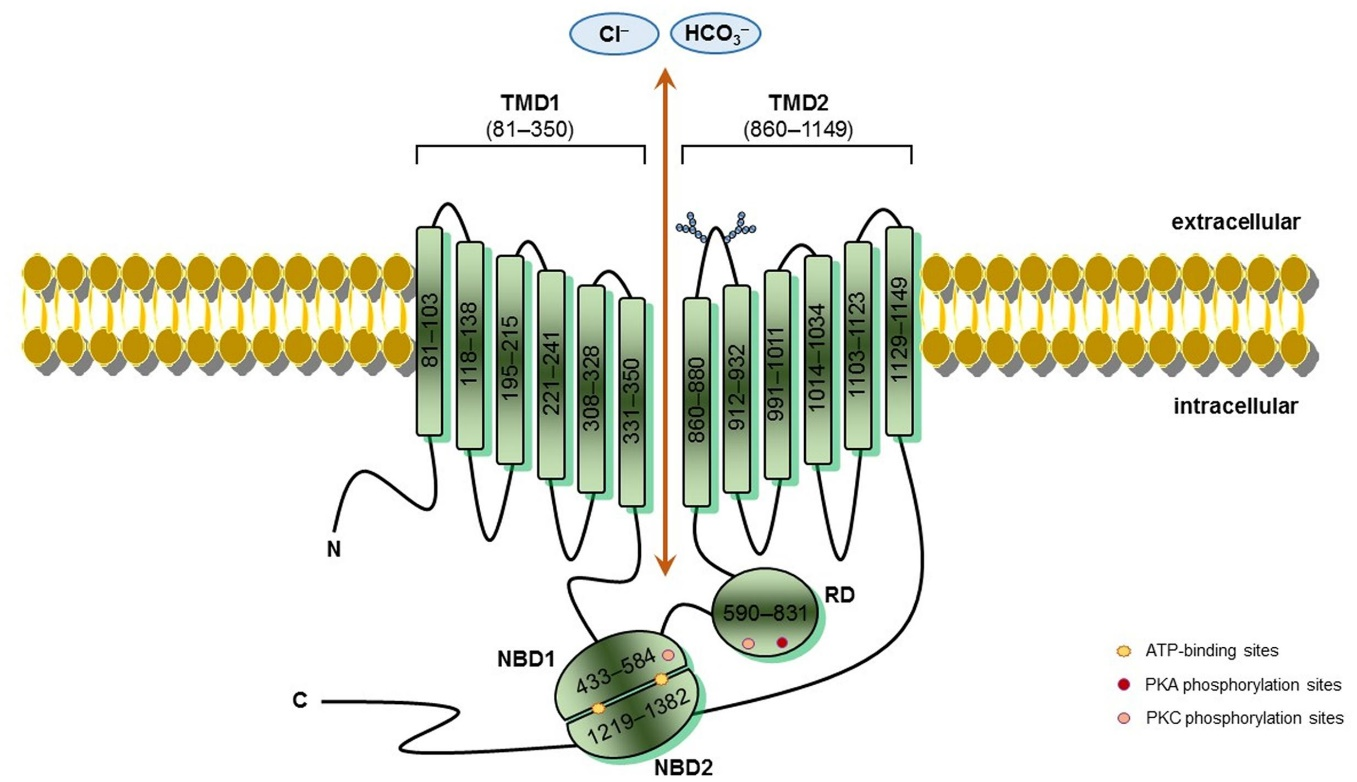 Cl⁻
HCO₃⁻
TMD1
(81–350)
TMD2
(860–1149)
extracellular
81–103
118–138
195–215
221–241
308–328
331–350
860–880
912–932
991–1011
1014–1034
1103–1123
1129–1149
intracellular
N
RD
590–831
NBD1
433–584
1219–1382
NBD2
C
ATP-binding sites
PKA phosphorylation sites
PKC phosphorylation sites